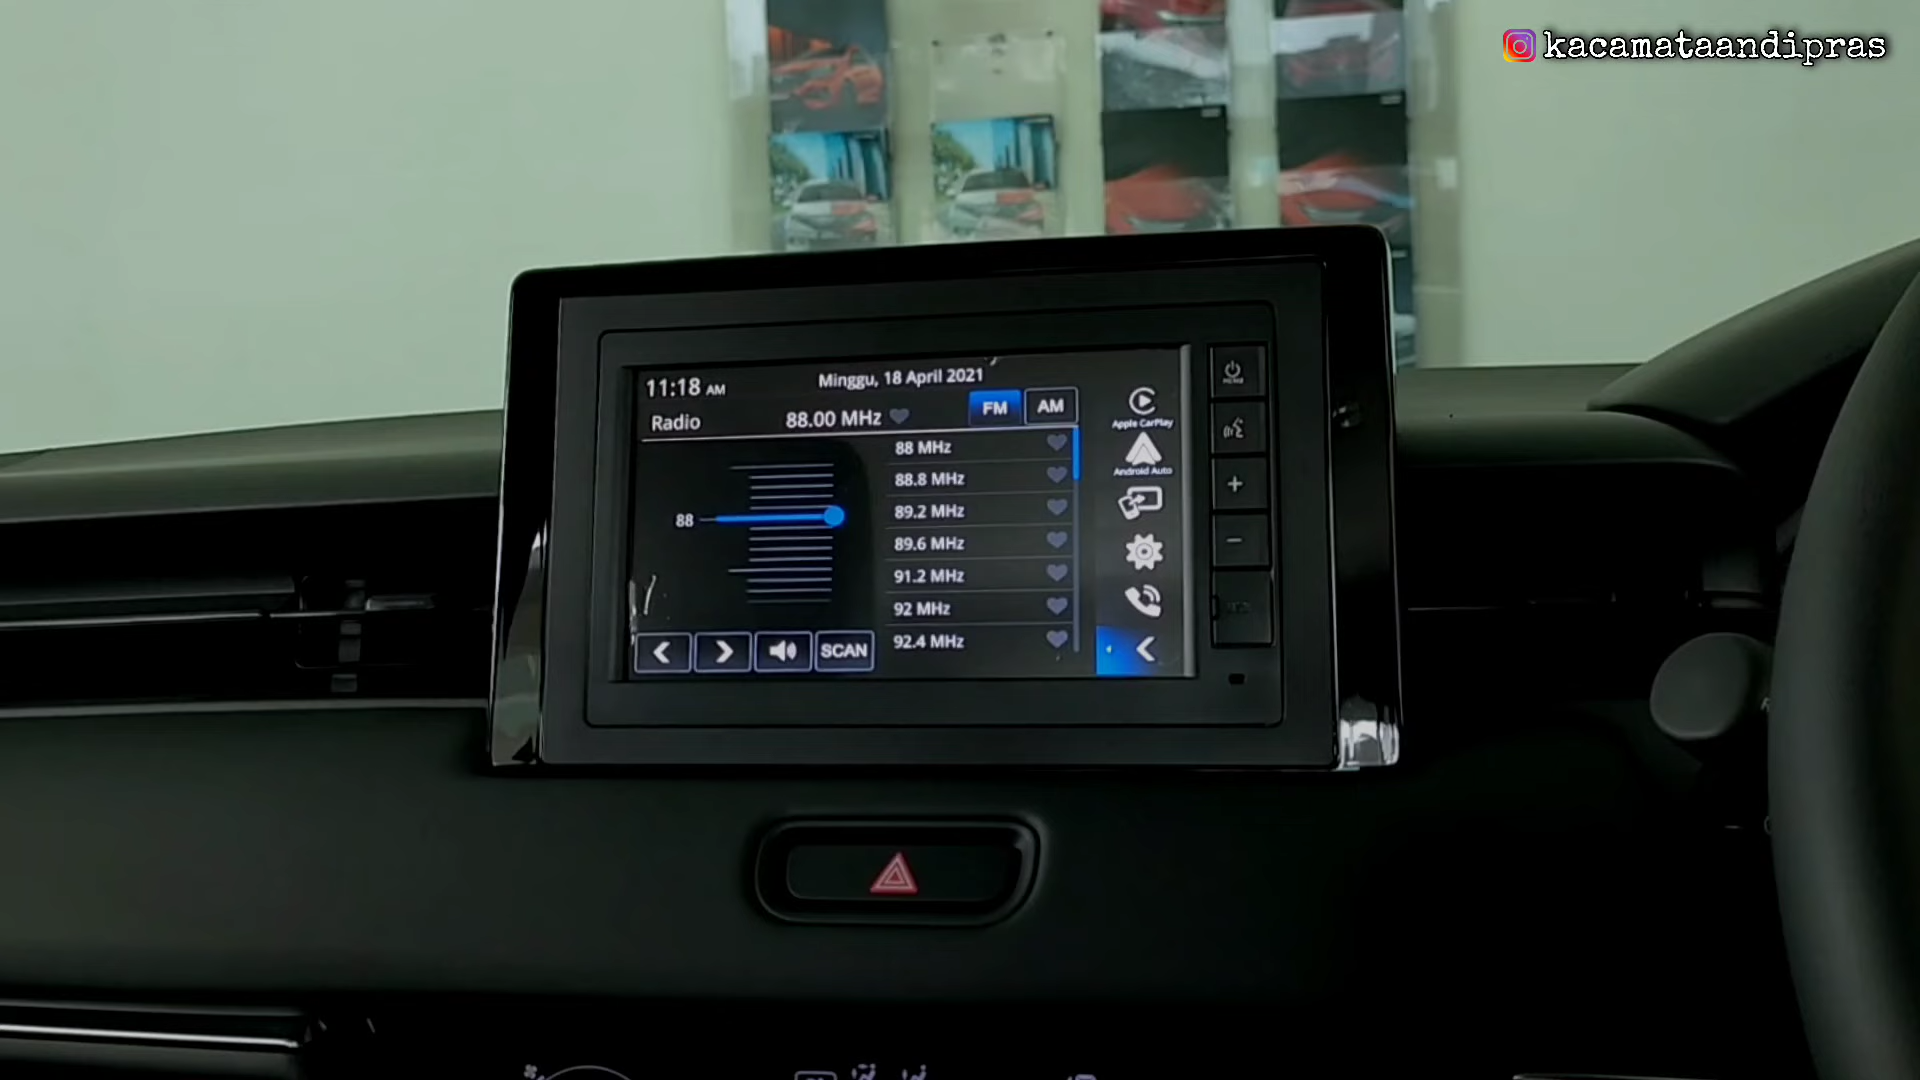 kacamataandipras
11:18 AM
Minggu, 18 April 2021
Radio
88.00 MHz
FM
AM
88
88 MHz
88.8 MHz
89.2 MHz
89.6 MHz
91.2 MHz
92 MHz
92.4 MHz
SCAN
Apple CarPlay
Android Auto
+
−